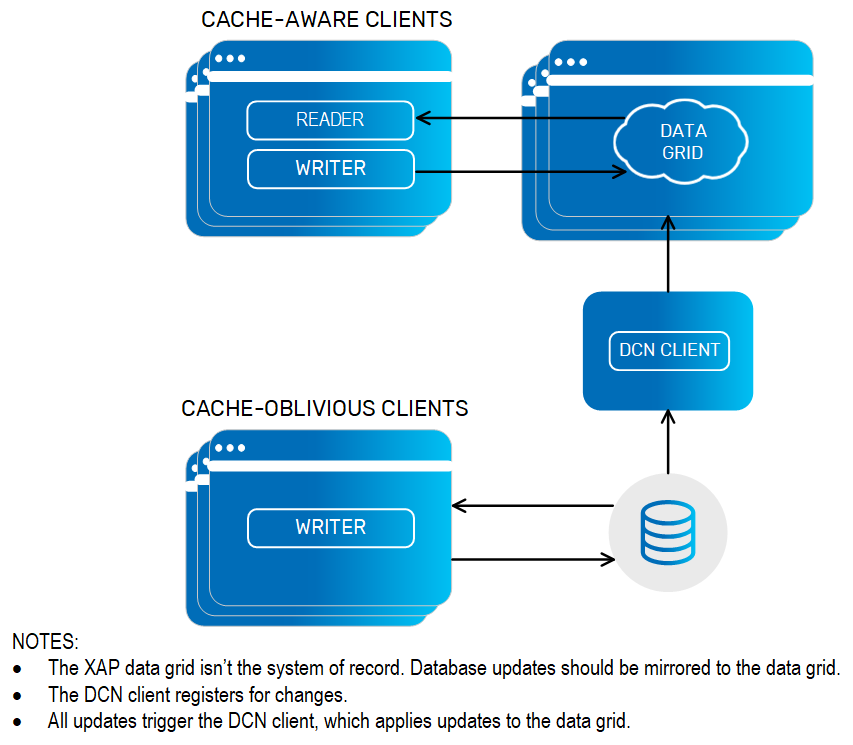 CACHE-AWARE CLIENTS
READER
WRITER
DATA
GRID
DCN CLIENT
CACHE-OBLIVIOUS CLIENTS
WRITER
NOTES:
• The XAP data grid isn’t the system of record. Database updates should be mirrored to the data grid.
• The DCN client registers for changes.
• All updates trigger the DCN client, which applies updates to the data grid.